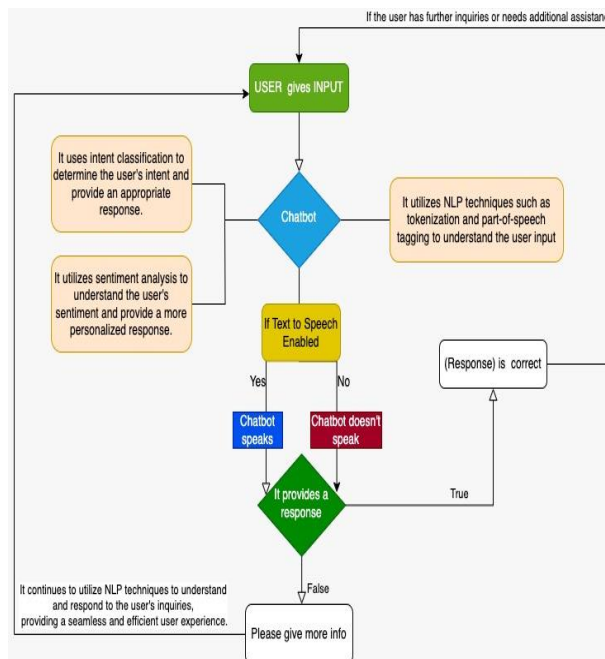 If the user has further inquiries or needs additional assistance
USER gives INPUT
It uses intent classification to
determine the user's intent and
provide an appropriate
response.
Chatbot
It utilizes NLP techniques such as
tokenization and part-of-speech
tagging to understand the user input
It utilizes sentiment analysis to
understand the user's
sentiment and provide a more
personalized response.
If Text to Speech
Enabled
(Response) is correct
Yes
No
Chatbot
speaks
Chatbot doesn't
speak
It provides a
response
True
False
It continues to utilize NLP techniques to understand
and respond to the user's inquiries,
providing a seamless and efficient user experience.
Please give more info